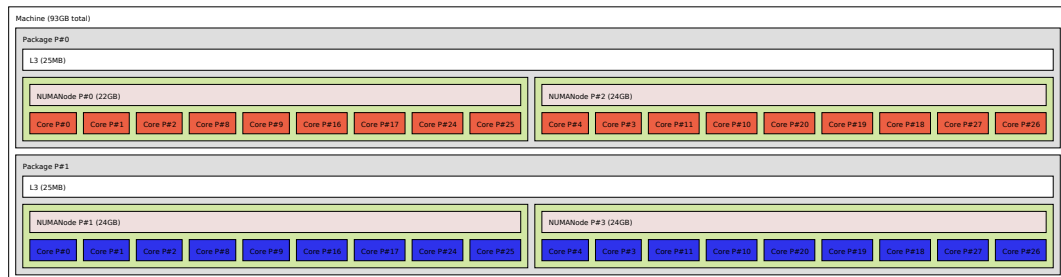 Machine (93GB total)
Package P#0
L3 (25MB)
NUMANode P#0 (22GB)
NUMANode P#2 (24GB)
Core P#0 Core P#1 Core P#2 Core P#8 Core P#9 Core P#16 Core P#17 Core P#24 Core P#25
Core P#4 Core P#3 Core P#11 Core P#10 Core P#20 Core P#19 Core P#18 Core P#27 Core P#26
Package P#1
L3 (25MB)
NUMANode P#1 (24GB)
NUMANode P#3 (24GB)
Core P#0 Core P#1 Core P#2 Core P#8 Core P#9 Core P#16 Core P#17 Core P#24 Core P#25
Core P#4 Core P#3 Core P#11 Core P#10 Core P#20 Core P#19 Core P#18 Core P#27 Core P#26